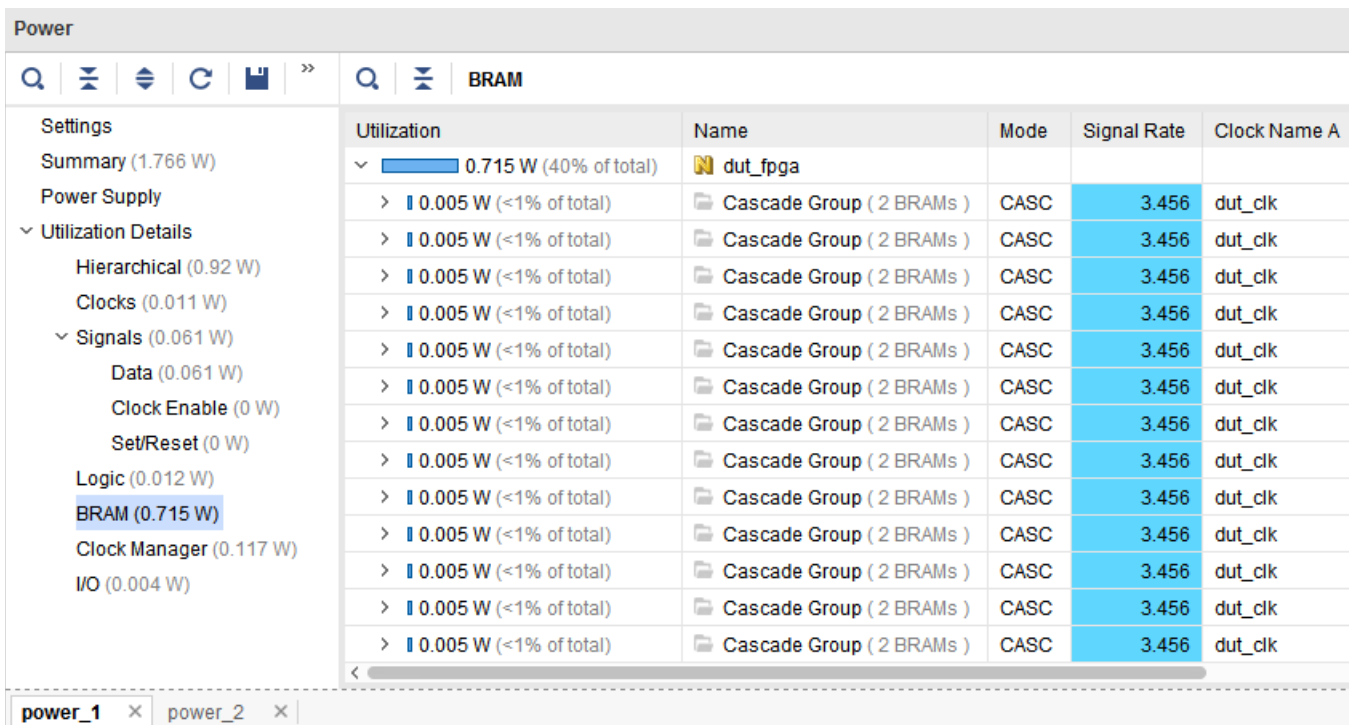 Power
»
BRAM
Settings
Summary (1.766 W)
Power Supply
Utilization Details
Hierarchical (0.92 W)
Clocks (0.011 W)
Signals (0.061 W)
Data (0.061 W)
Clock Enable (0 W)
Set/Reset (0 W)
Logic (0.012 W)
BRAM (0.715 W)
Clock Manager (0.117 W)
I/O (0.004 W)
Utilization Name Mode Signal Rate Clock Name A
0.715 W (40% of total) N dut_fpga
0.005 W (<1% of total) Cascade Group ( 2 BRAMs ) CASC 3.456 dut_clk
0.005 W (<1% of total) Cascade Group ( 2 BRAMs ) CASC 3.456 dut_clk
0.005 W (<1% of total) Cascade Group ( 2 BRAMs ) CASC 3.456 dut_clk
0.005 W (<1% of total) Cascade Group ( 2 BRAMs ) CASC 3.456 dut_clk
0.005 W (<1% of total) Cascade Group ( 2 BRAMs ) CASC 3.456 dut_clk
0.005 W (<1% of total) Cascade Group ( 2 BRAMs ) CASC 3.456 dut_clk
0.005 W (<1% of total) Cascade Group ( 2 BRAMs ) CASC 3.456 dut_clk
0.005 W (<1% of total) Cascade Group ( 2 BRAMs ) CASC 3.456 dut_clk
0.005 W (<1% of total) Cascade Group ( 2 BRAMs ) CASC 3.456 dut_clk
0.005 W (<1% of total) Cascade Group ( 2 BRAMs ) CASC 3.456 dut_clk
0.005 W (<1% of total) Cascade Group ( 2 BRAMs ) CASC 3.456 dut_clk
0.005 W (<1% of total) Cascade Group ( 2 BRAMs ) CASC 3.456 dut_clk
0.005 W (<1% of total) Cascade Group ( 2 BRAMs ) CASC 3.456 dut_clk
power_1 × power_2 ×